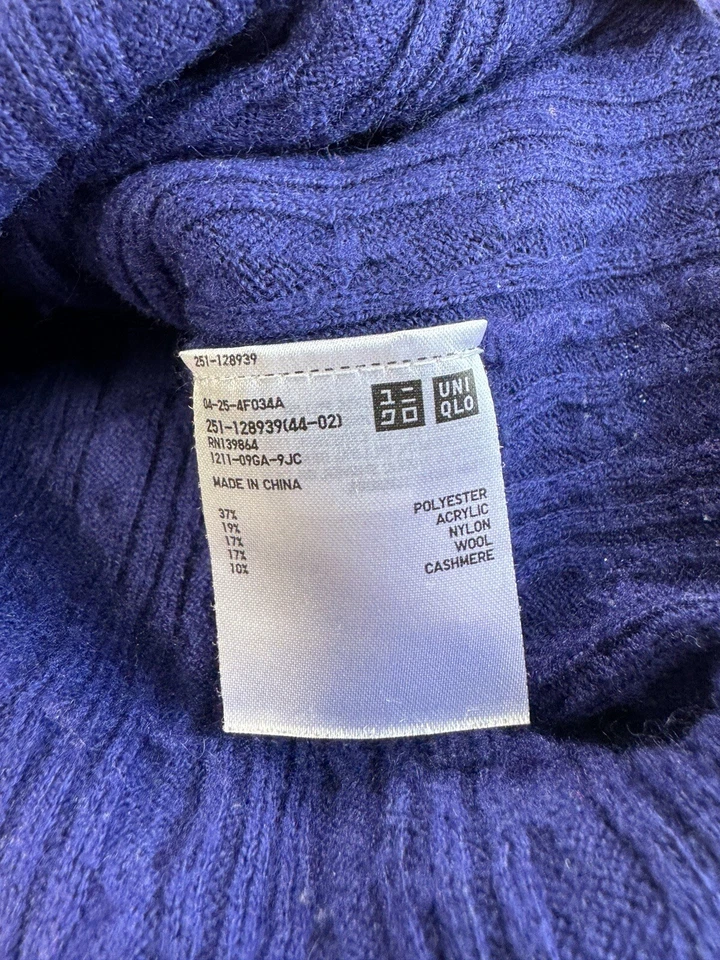 251-128939
04-25-4F034A
251-128939(44-02)
RN139864
1211-09GA-9JC
ユニ
クロ
UNI
QLO
MADE IN CHINA
37% POLYESTER
19% ACRYLIC
17% NYLON
17% WOOL
10% CASHMERE